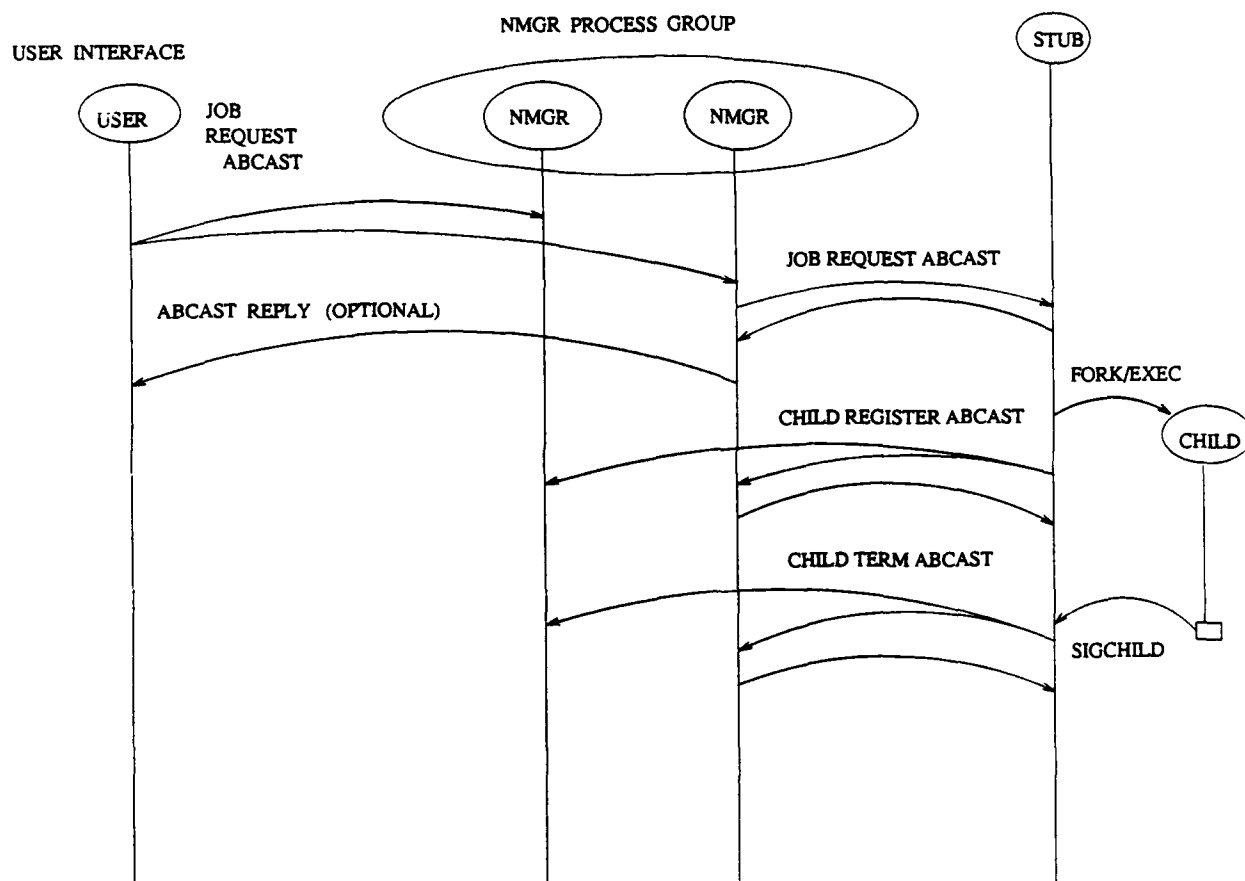 NMGR PROCESS GROUP
STUB
USER INTERFACE
USER
JOB
REQUEST
ABCAST
NMGR
NMGR
JOB REQUEST ABCAST
ABCAST REPLY (OPTIONAL)
FORK/EXEC
CHILD REGISTER ABCAST
CHILD
CHILD TERM ABCAST
SIGCHILD